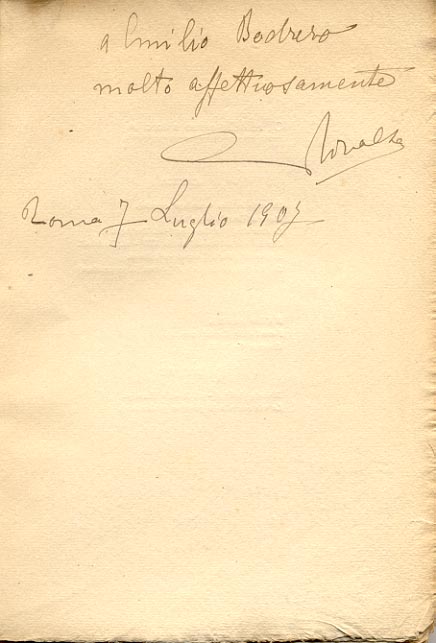 a Emilio Bodrero
molto affettuosamente
Roma 7 Luglio 1907